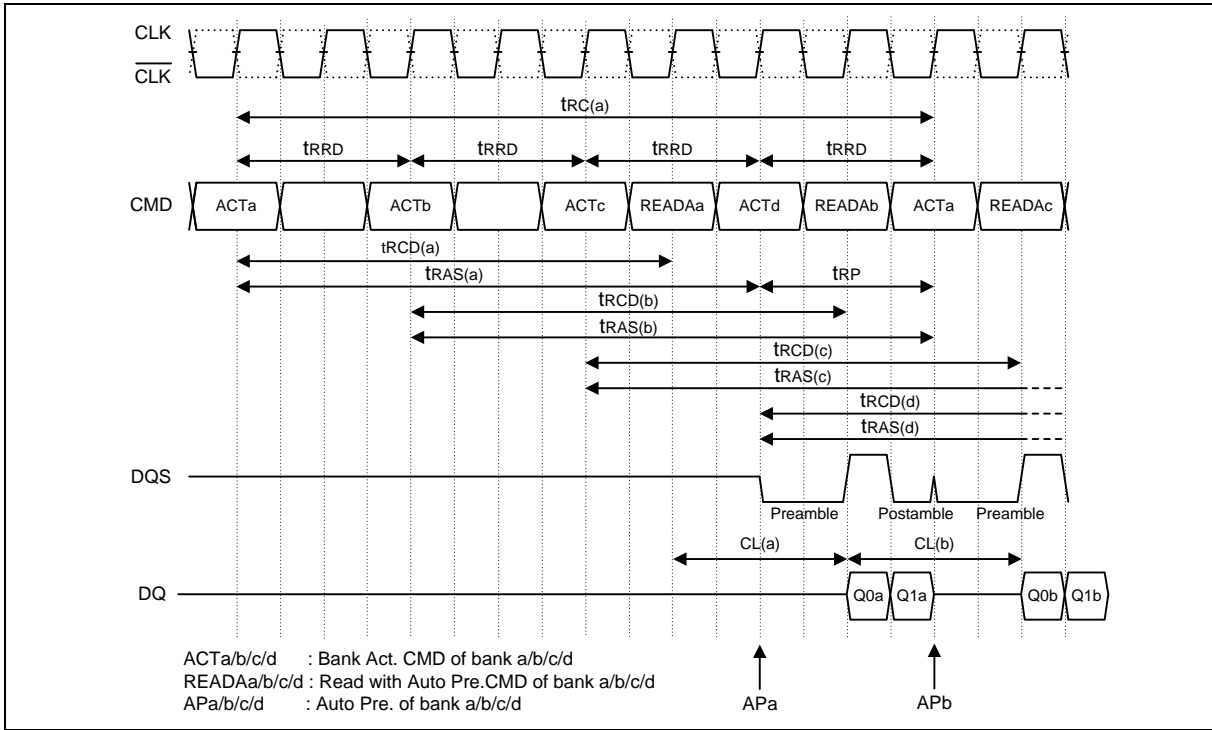 CLK
CLK
tRC(a)
tRRD tRRD tRRD tRRD
CMD ACTa ACTb ACTc READAa ACTd READAb ACTa READAc
tRCD(a)
tRAS(a) tRP
tRCD(b)
tRAS(b)
tRCD(c)
tRAS(c)
tRCD(d)
tRAS(d)
DQS
Preamble Postamble Preamble
CL(a) CL(b)
DQ Q0a Q1a Q0b Q1b
ACTa/b/c/d : Bank Act. CMD of bank a/b/c/d
READAa/b/c/d : Read with Auto Pre.CMD of bank a/b/c/d
APa/b/c/d : Auto Pre. of bank a/b/c/d
APa APb